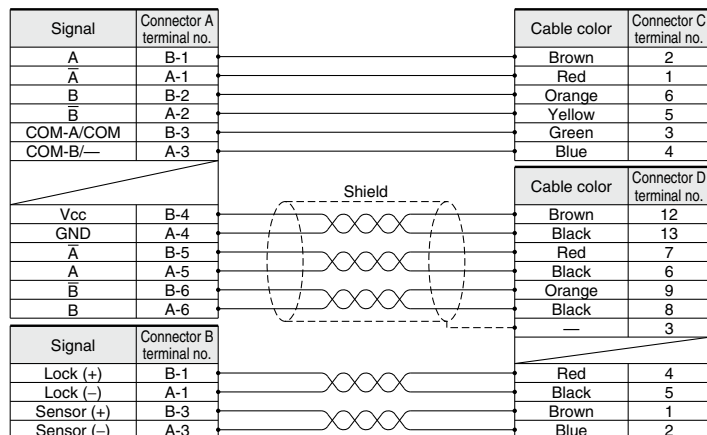 Signal Connector A terminal no. Cable color Connector C terminal no.
A B-1 Brown 2
A̅ A-1 Red 1
B B-2 Orange 6
B̅ A-2 Yellow 5
COM-A/COM B-3 Green 3
COM-B/— A-3 Blue 4
Cable color Connector D terminal no.
Shield
Vcc B-4 Brown 12
GND A-4 Black 13
A̅ B-5 Red 7
A A-5 Black 6
B̅ B-6 Orange 9
B A-6 Black 8
— 3
Signal Connector B terminal no.
Lock (+) B-1 Red 4
Lock (–) A-1 Black 5
Sensor (+) B-3 Brown 1
Sensor (–) A-3 Blue 2